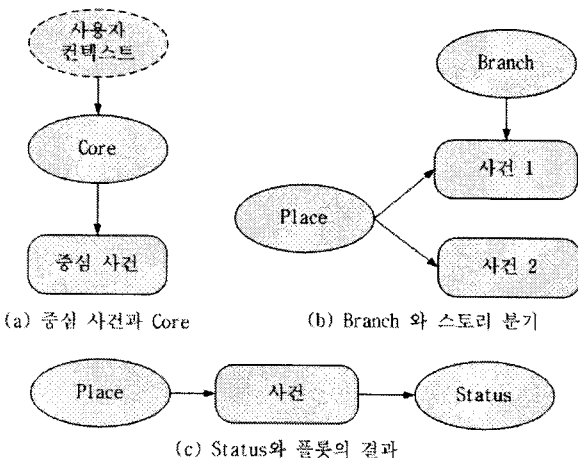 사용자
컨텍스트
Core
중심 사건
(a) 중심 사건과 Core
Branch
사건 1
Place
사건 2
(b) Branch 와 스토리 분기
Place
사건
Status
(c) Status와 플롯의 결과